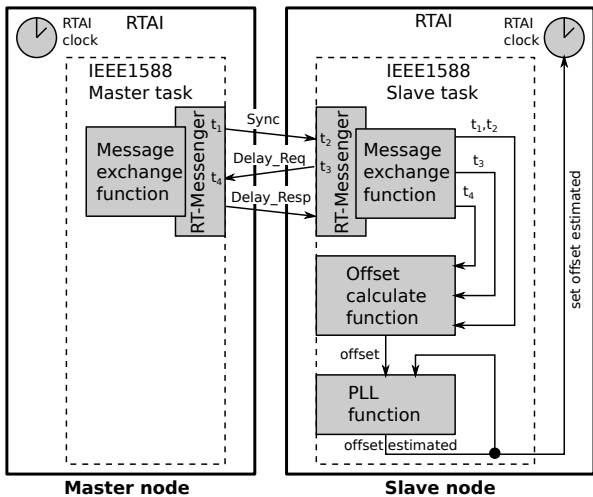 RTAI
RTAI
clock
IEEE1588
Master task
Message
exchange
function
RT-Messenger
t1
t4
Sync
Delay_Req
Delay_Resp
RTAI
RTAI
clock
IEEE1588
Slave task
t2
t3
RT-Messenger
Message
exchange
function
t1,t2
t3
t4
Offset
calculate
function
offset
PLL
function
offset estimated
set offset estimated
Master node
Slave node